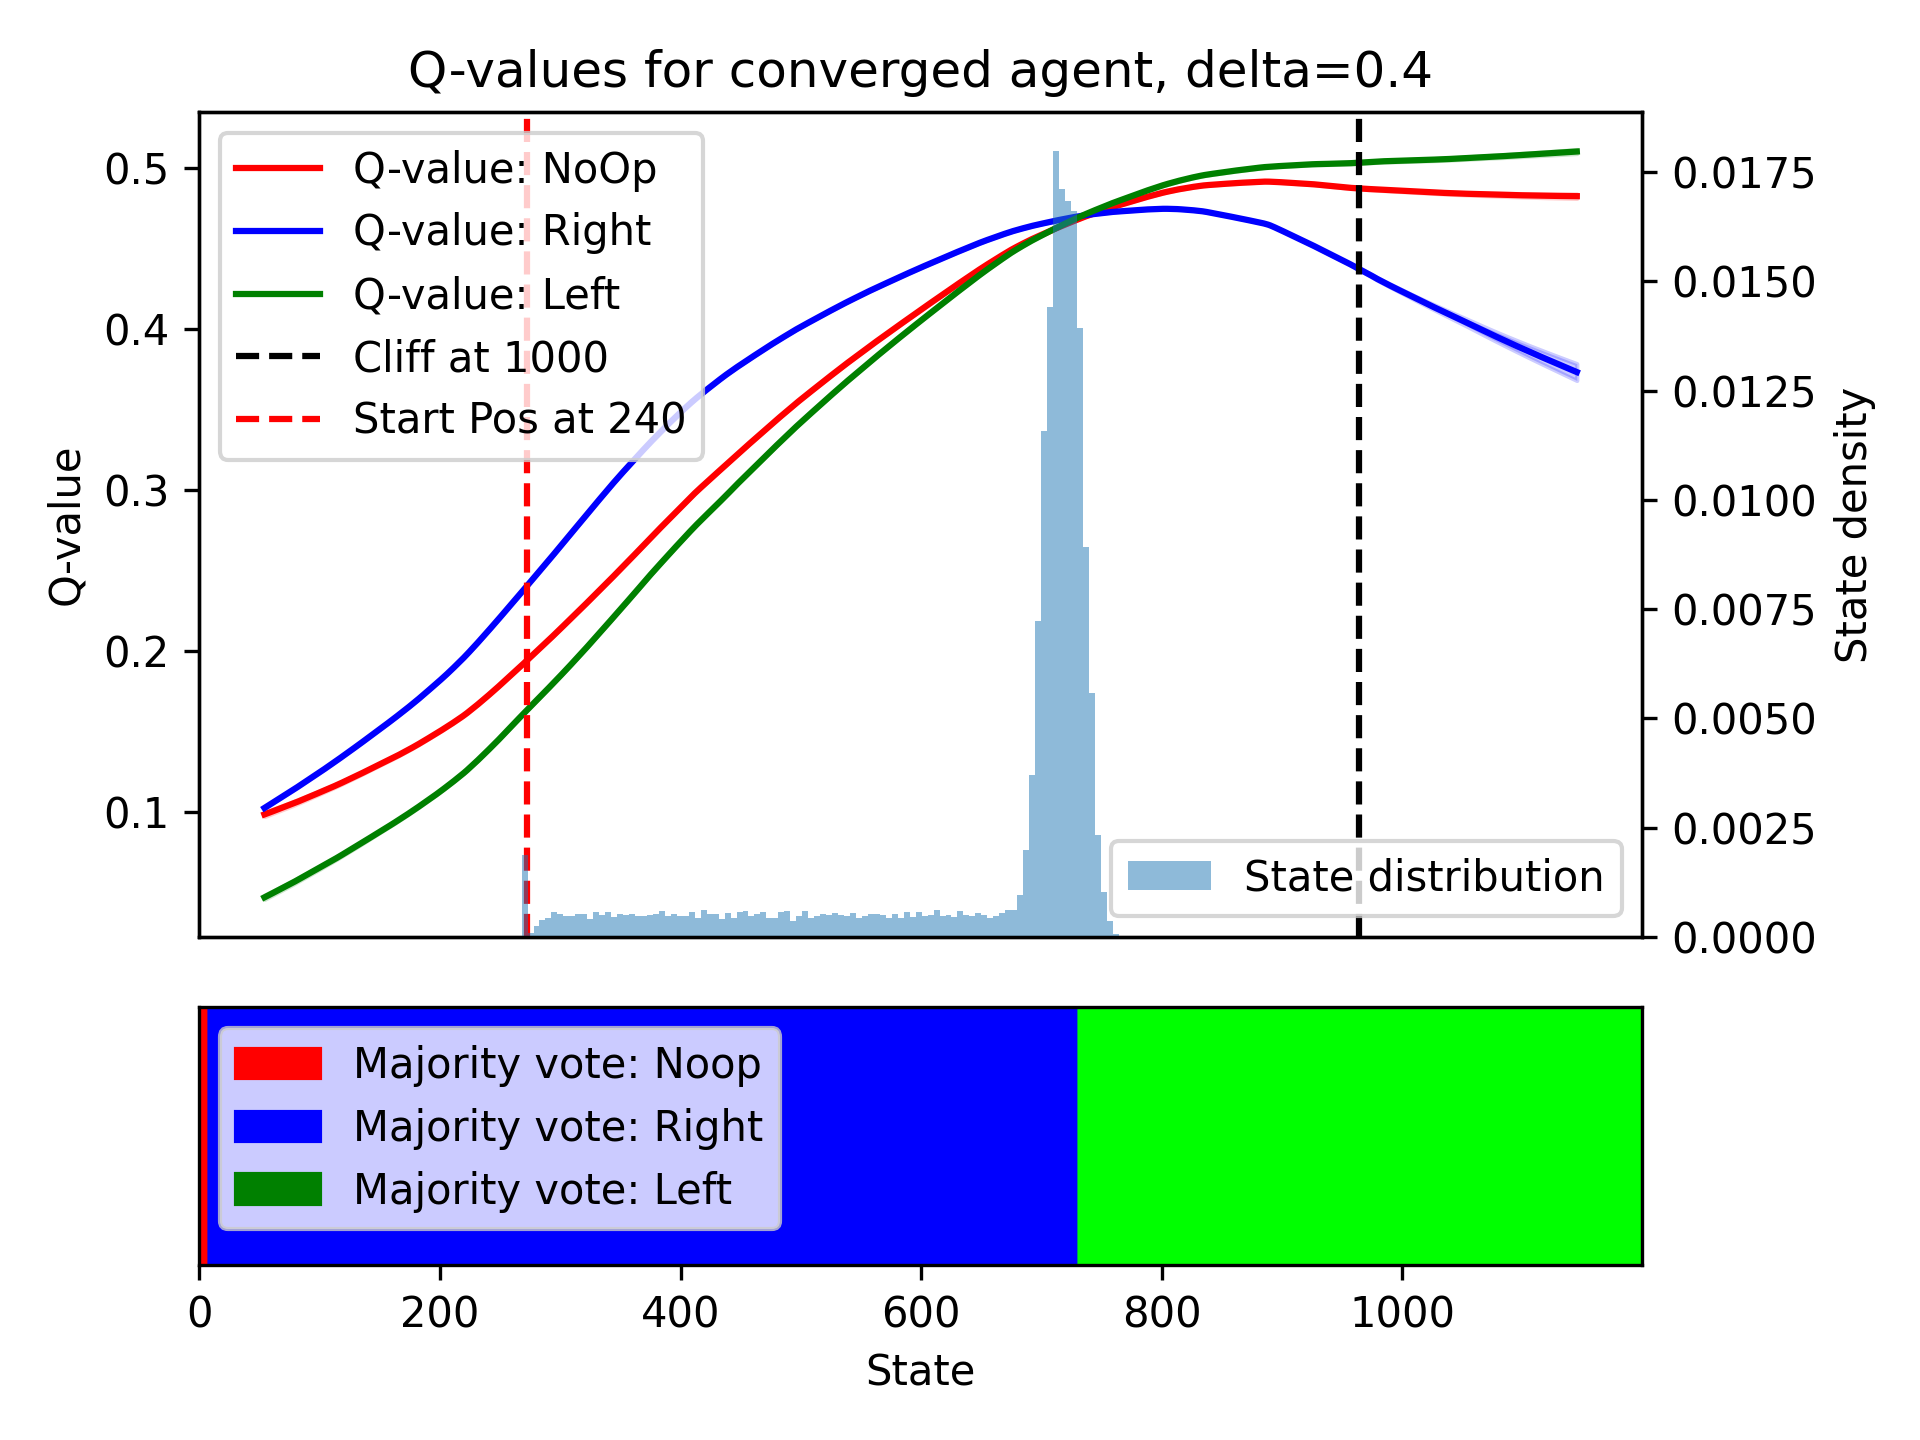 Q-values for converged agent, delta=0.4
Q-value: NoOp
Q-value: Right
Q-value: Left
Cliff at 1000
Start Pos at 240
0.5
0.4
0.3
0.2
0.1
Q-value
0.0175
0.0150
0.0125
0.0100
0.0075
0.0050
0.0025
0.0000
State density
State distribution
Majority vote: Noop
Majority vote: Right
Majority vote: Left
0 200 400 600 800 1000
State